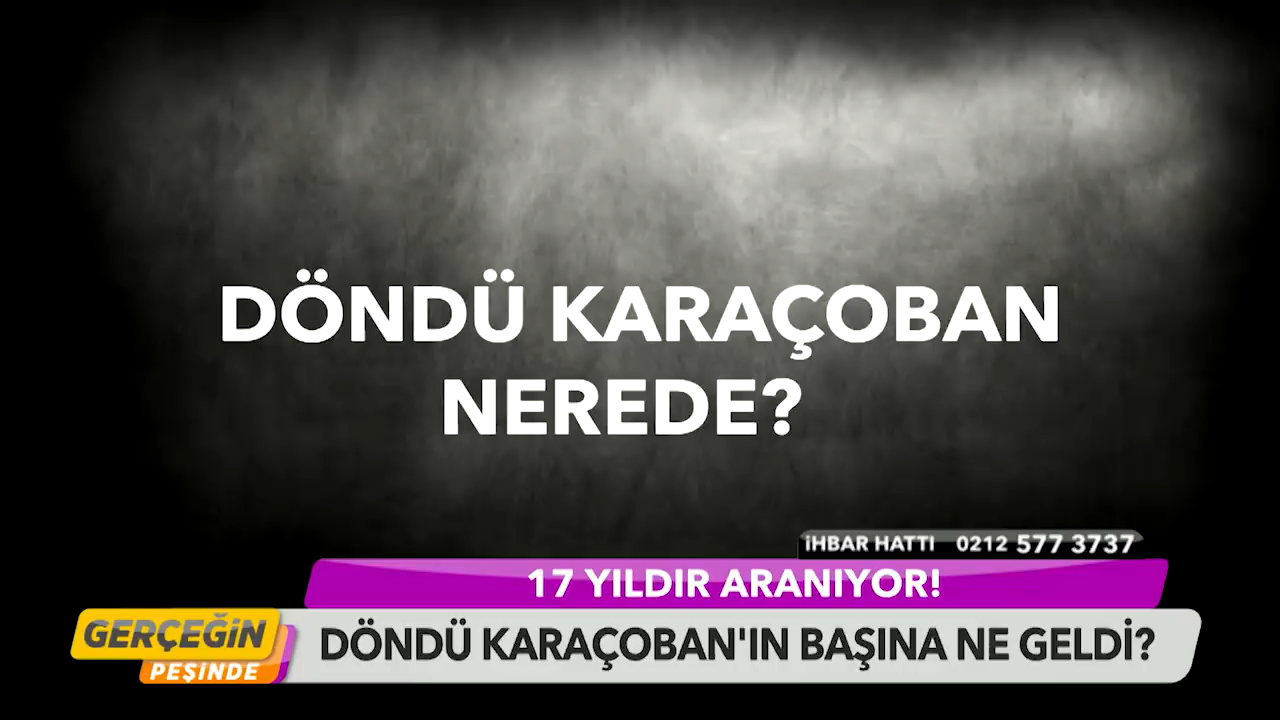 DÖNDÜ KARAÇOBAN
NEREDE?
İHBAR HATTI 0212 577 3737
17 YILDIR ARANIYOR!
GERÇEĞİN
PEŞİNDE
DÖNDÜ KARAÇOBAN'IN BAŞINA NE GELDİ?